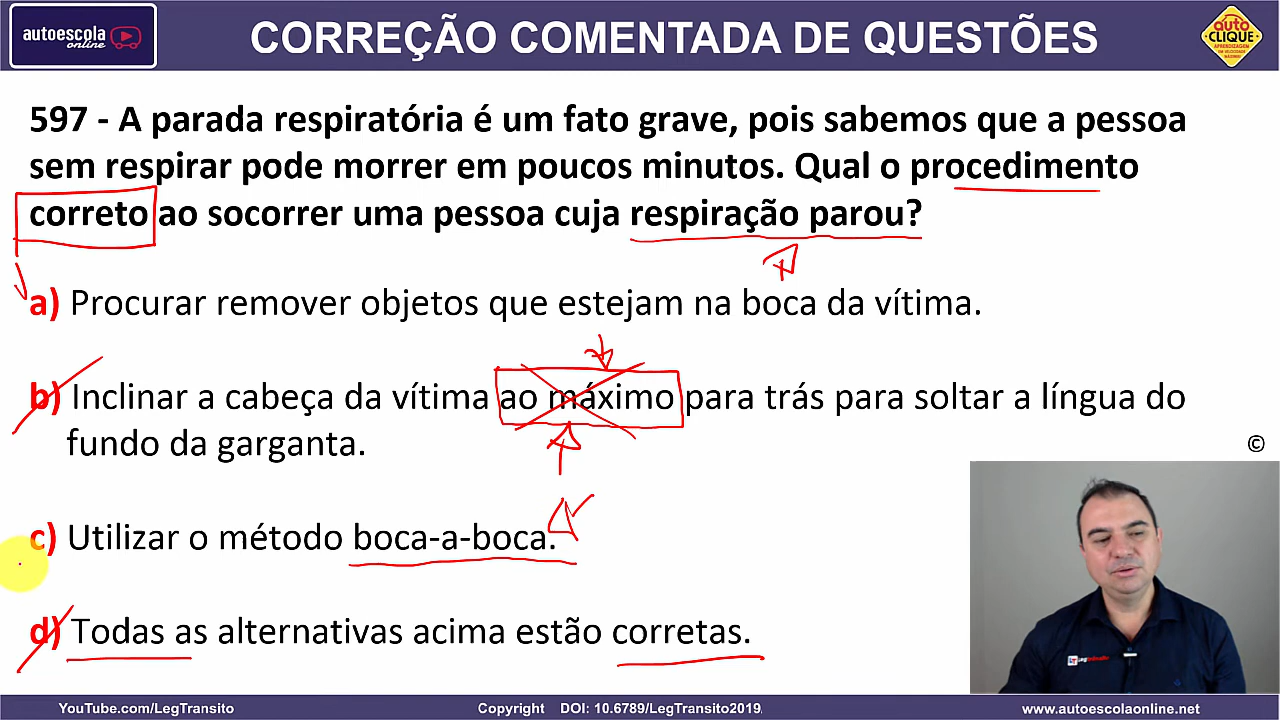 autoescola
online
CORREÇÃO COMENTADA DE QUESTÕES
auto
CLIQUE
597 - A parada respiratória é um fato grave, pois sabemos que a pessoa
sem respirar pode morrer em poucos minutos. Qual o procedimento
correto ao socorrer uma pessoa cuja respiração parou?
a) Procurar remover objetos que estejam na boca da vítima.
b) Inclinar a cabeça da vítima ao máximo para trás para soltar a língua do
fundo da garganta.
©
c) Utilizar o método boca-a-boca.
d) Todas as alternativas acima estão corretas.
YouTube.com/LegTransito
Copyright DOI: 10.6789/LegTransito2019
www.autoescolaonline.net